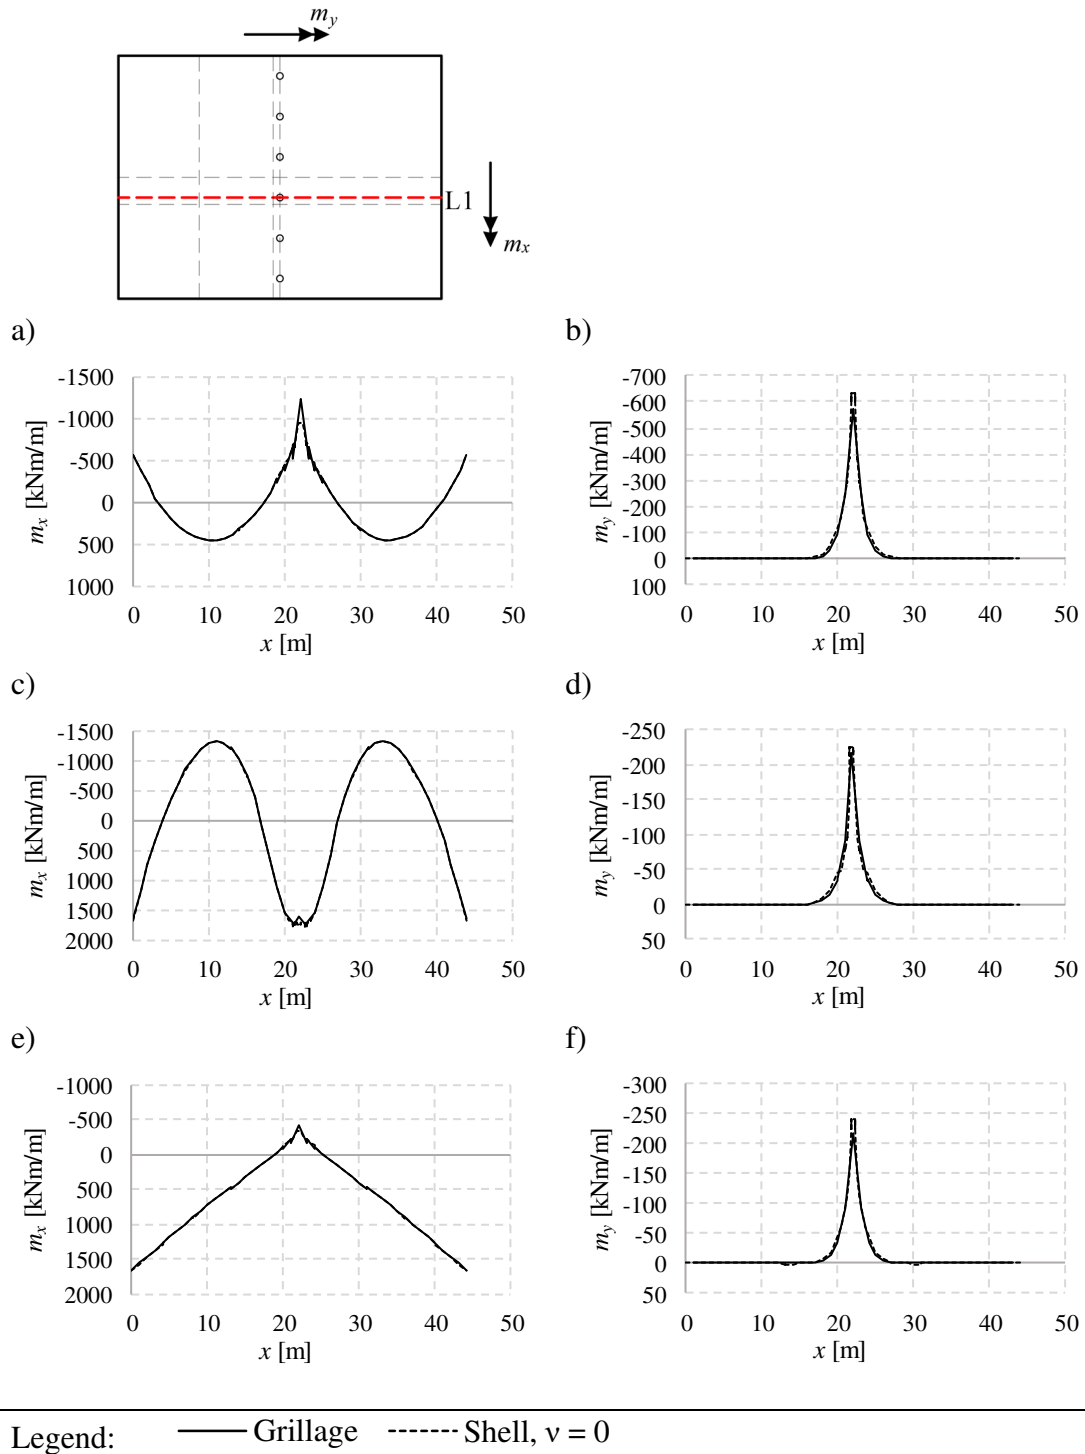 m_y
L1
m_x
a)
-1500
-1000
-500
0
500
1000
m_x [kNm/m]
0 10 20 30 40 50
x [m]
b)
-700
-600
-500
-400
-300
-200
-100
0
100
m_y [kNm/m]
0 10 20 30 40 50
x [m]
c)
-1500
-1000
-500
0
500
1000
1500
2000
m_x [kNm/m]
0 10 20 30 40 50
x [m]
d)
-250
-200
-150
-100
-50
0
50
m_y [kNm/m]
0 10 20 30 40 50
x [m]
e)
-1000
-500
0
500
1000
1500
2000
m_x [kNm/m]
0 10 20 30 40 50
x [m]
f)
-300
-250
-200
-150
-100
-50
0
50
m_y [kNm/m]
0 10 20 30 40 50
x [m]
Legend: Grillage Shell, ν = 0